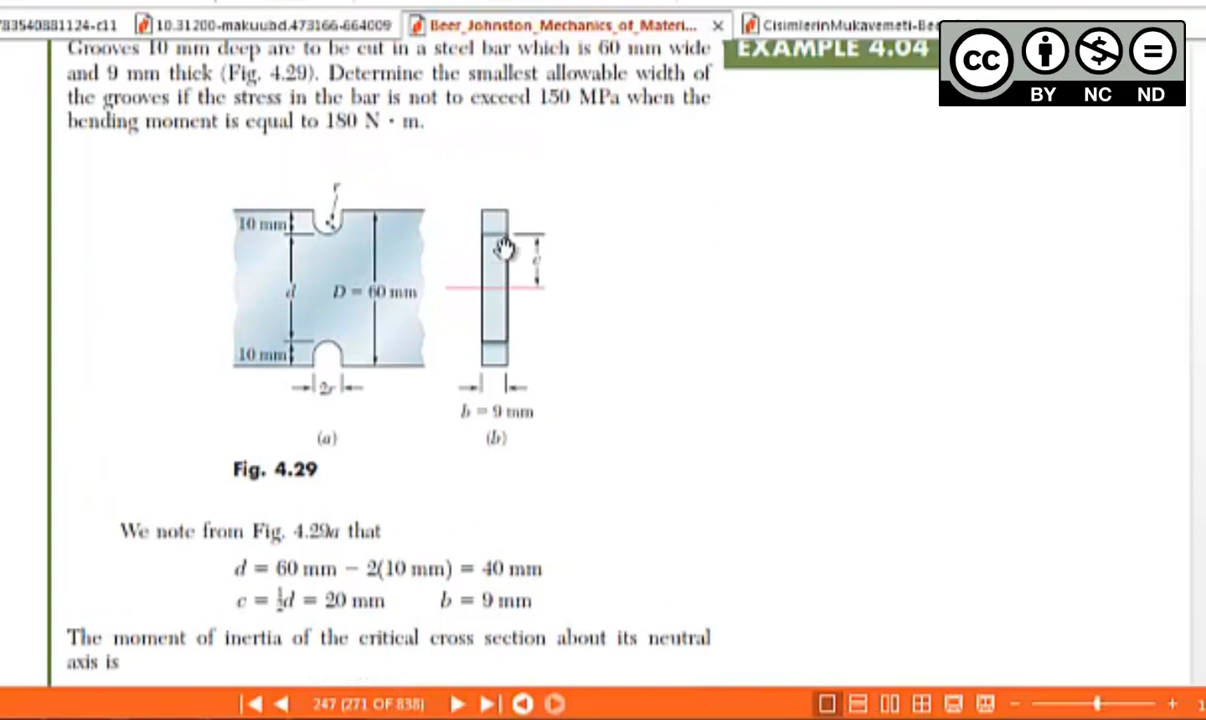 783540881124-c11
10.31200-makuubd.473166-664009
Beer_Johnston_Mechanics_of_Materi...
EXAMPLE 4.04
cc
BY NC ND
Grooves 10 mm deep are to be cut in a steel bar which is 60 mm wide
and 9 mm thick (Fig. 4.29). Determine the smallest allowable width of
the grooves if the stress in the bar is not to exceed 150 MPa when the
bending moment is equal to 180 N · m.
r
10 mm
c
d
D = 60 mm
10 mm
2r
b = 9 mm
(a)
(b)
Fig. 4.29
We note from Fig. 4.29a that
d = 60 mm − 2(10 mm) = 40 mm
c = ½d = 20 mm b = 9 mm
The moment of inertia of the critical cross section about its neutral
axis is
247 (271 OF 838)